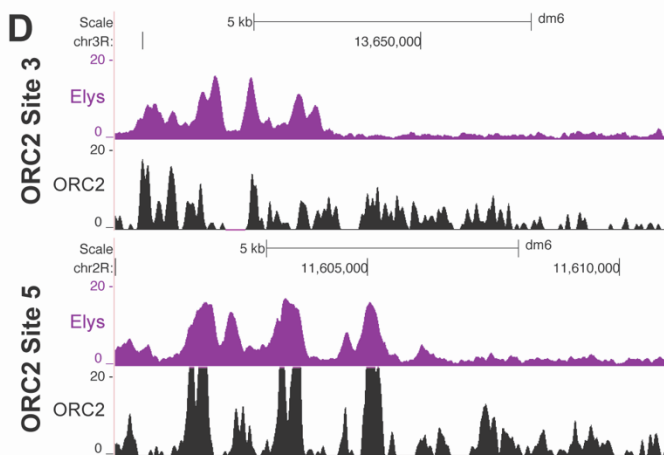 D
ORC2 Site 3
Scale 5 kb dm6
chr3R: 13,650,000
20
Elys
0
20
ORC2
0
ORC2 Site 5
Scale 5 kb dm6
chr2R: 11,605,000 11,610,000
20
Elys
0
20
ORC2
0